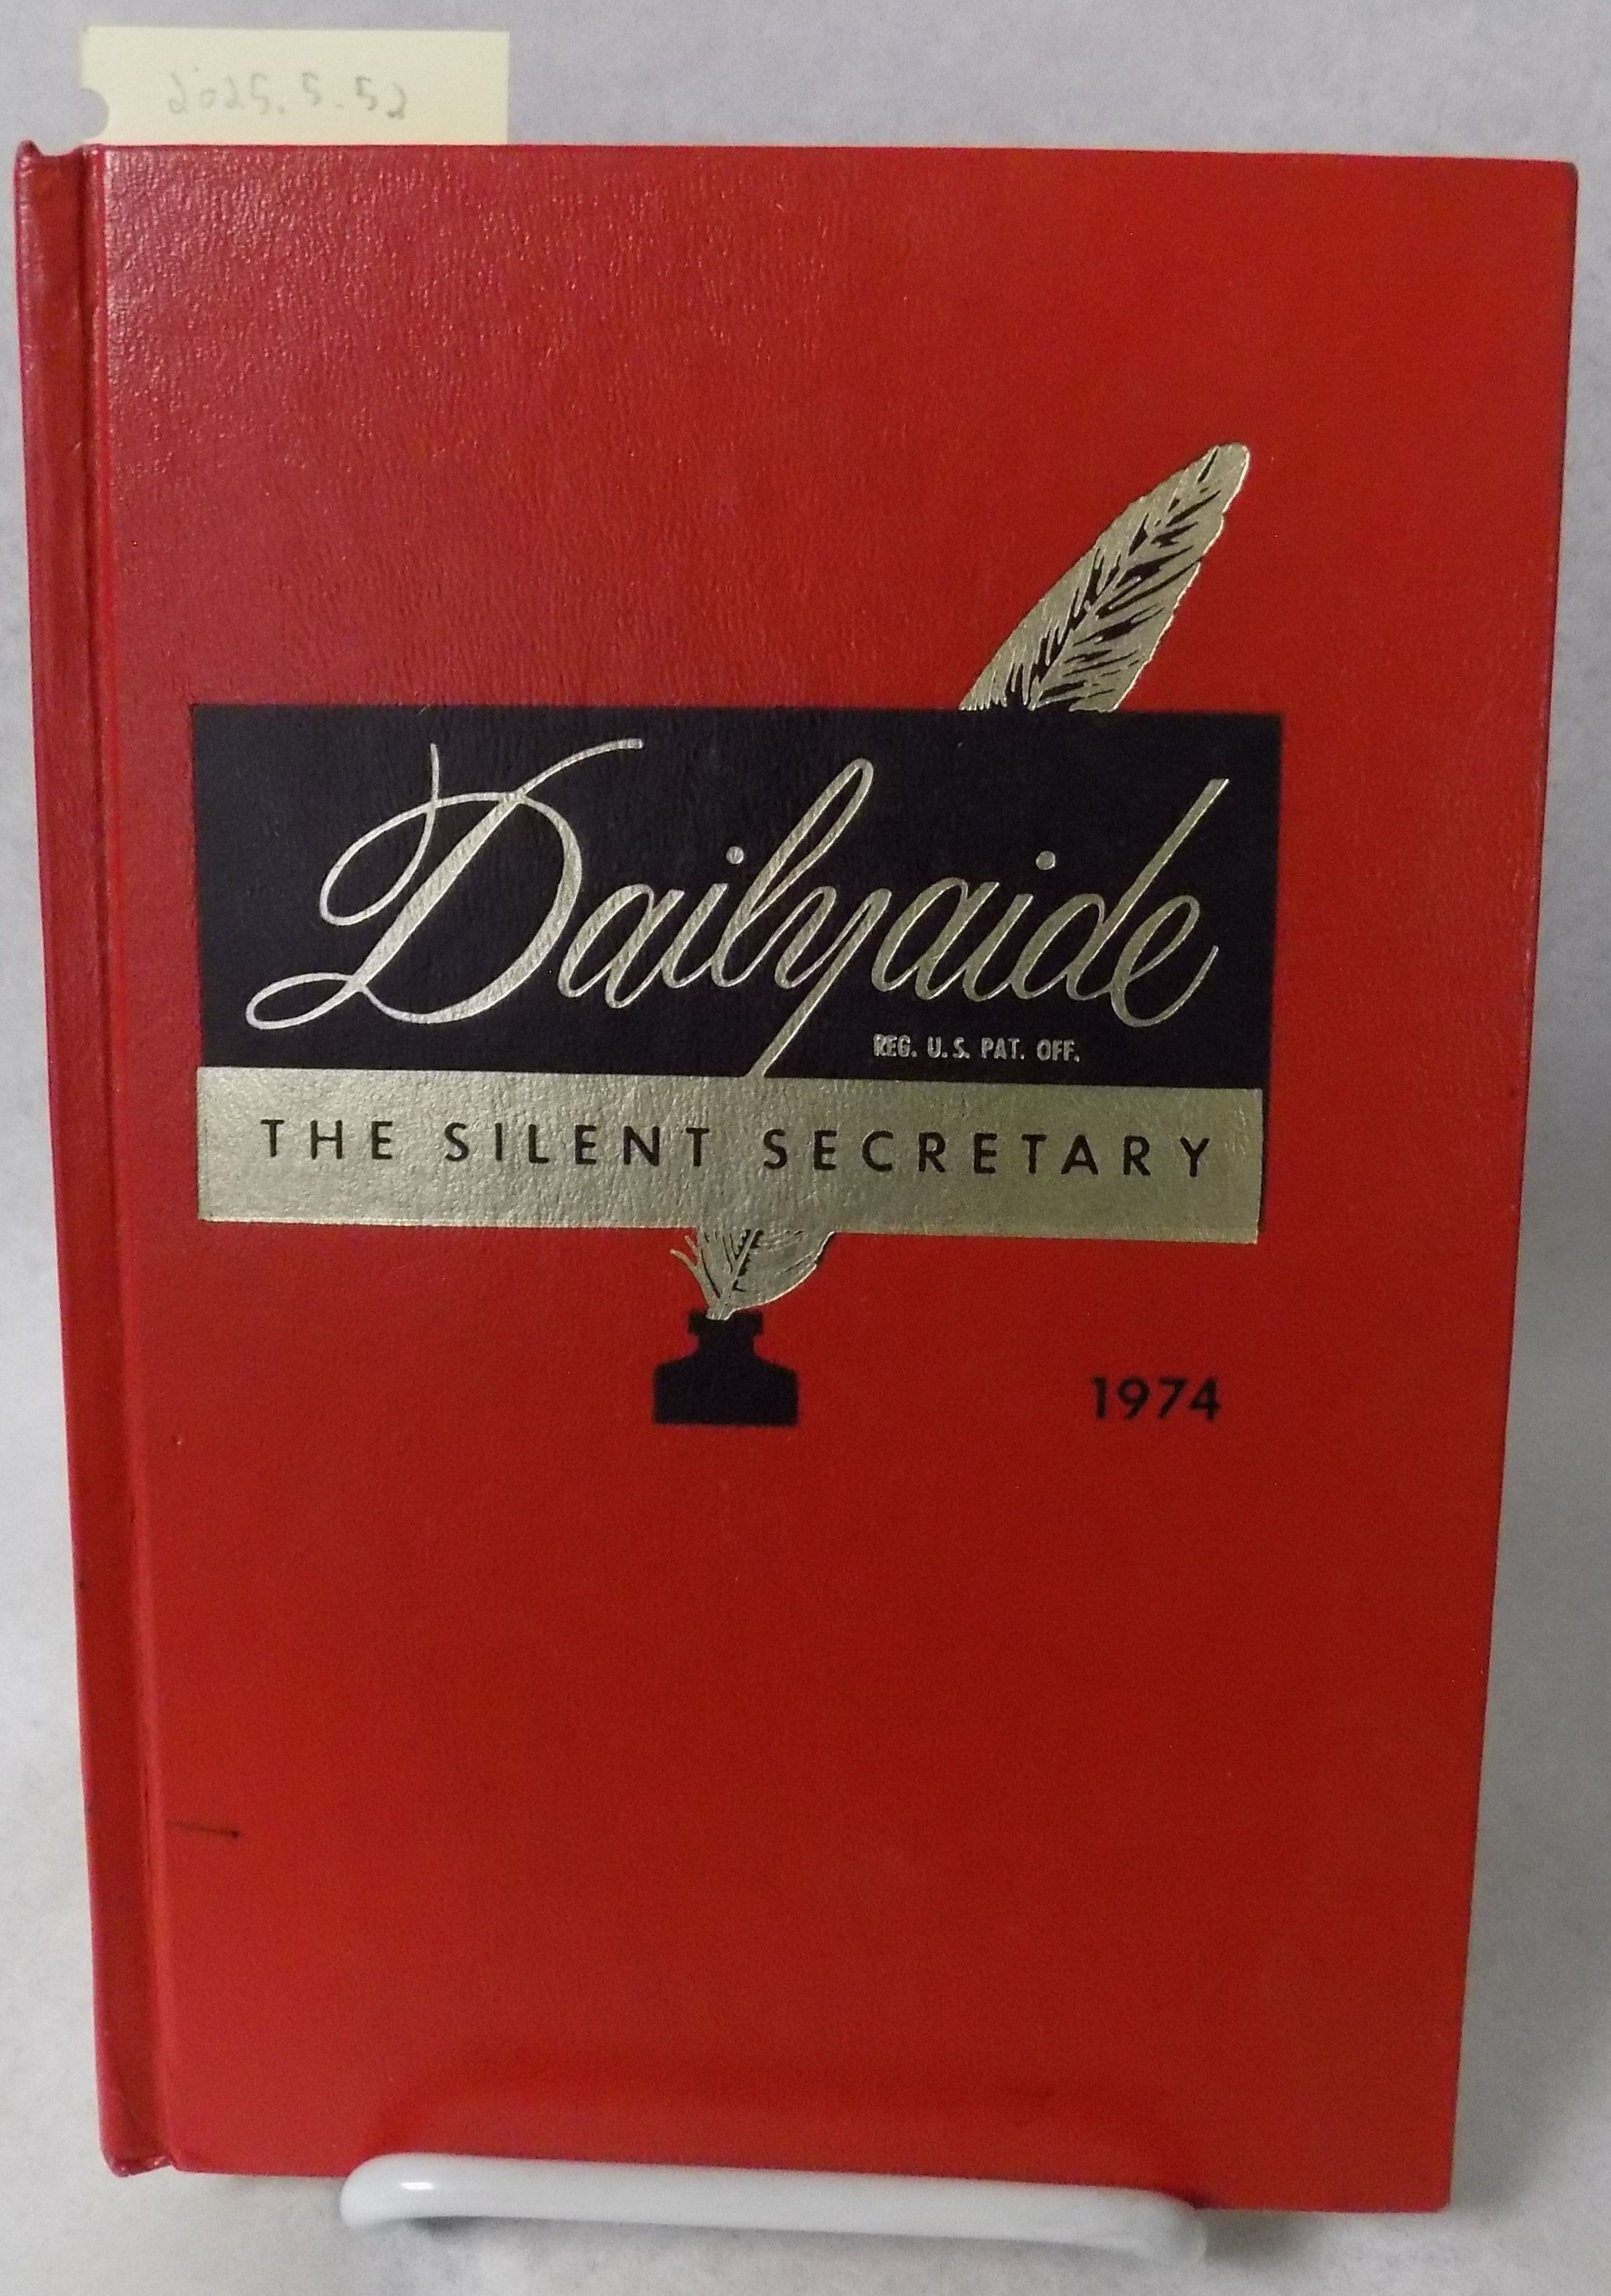 2025.5.52
Dailyaide
REG. U.S. PAT. OFF.
THE SILENT SECRETARY
1974